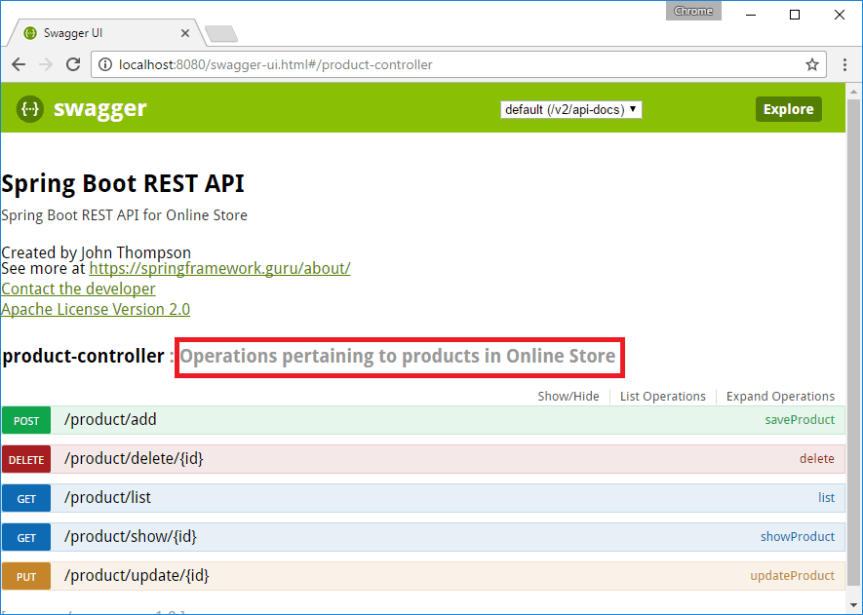 Chrome
Swagger UI
localhost:8080/swagger-ui.html#/product-controller
swagger
default (/v2/api-docs)
Explore
Spring Boot REST API
Spring Boot REST API for Online Store
Created by John Thompson
See more at https://springframework.guru/about/
Contact the developer
Apache License Version 2.0
product-controller : Operations pertaining to products in Online Store
Show/Hide
List Operations
Expand Operations
POST /product/add saveProduct
DELETE /product/delete/{id} delete
GET /product/list list
GET /product/show/{id} showProduct
PUT /product/update/{id} updateProduct